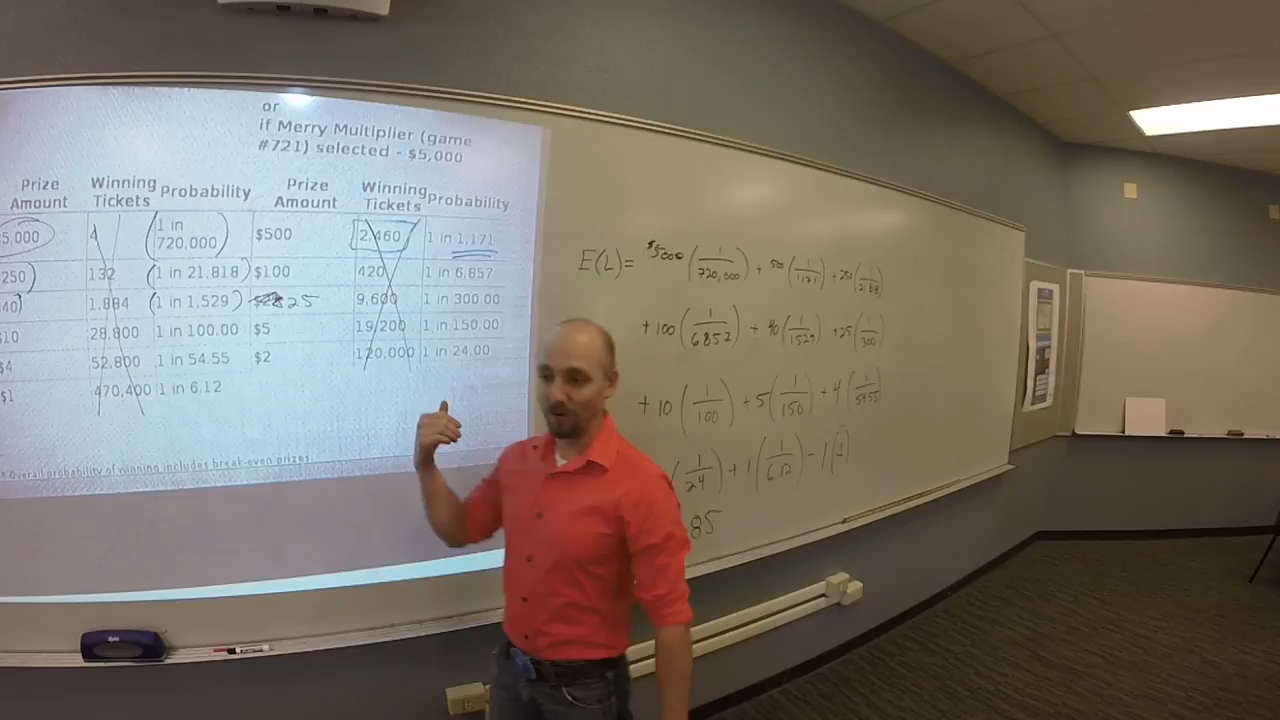 or
if Merry Multiplier (game
#721) selected - $5,000
Prize Amount Winning Tickets Probability Prize Amount Winning Tickets Probability
5,000 4 1 in 720,000 $500 2,460 1 in 1,171
250 132 1 in 21,818 $100 420 1 in 6,857
40 1,884 1 in 1,529 25 9,600 1 in 300.00
$10 28,800 1 in 100.00 $5 19,200 1 in 150.00
$4 52,800 1 in 54.55 $2 120,000 1 in 24.00
$1 470,400 1 in 6.12
* Overall probability of winning includes break-even prizes.
E(L)= $5000 (1/720,000) + 500 (1/1171) + 250 (1/21818)
+100 (1/6852) + 40 (1/1529) +25 (1/300)
+10 (1/100) +5 (1/150) +4 (1/5455)
(1/24) +1 (1/6.12) -1(1)
85